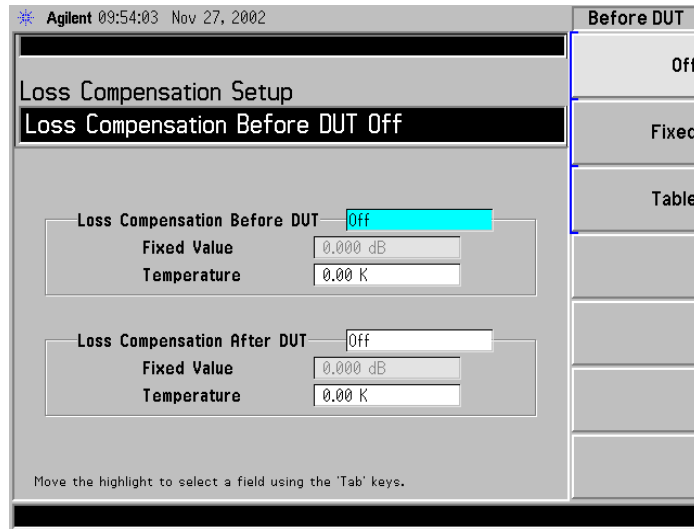 Agilent 09:54:03 Nov 27, 2002
Before DUT
Loss Compensation Setup
Loss Compensation Before DUT Off
Off
Fixed
Table
Loss Compensation Before DUT Off
Fixed Value 0.000 dB
Temperature 0.00 K
Loss Compensation After DUT Off
Fixed Value 0.000 dB
Temperature 0.00 K
Move the highlight to select a field using the 'Tab' keys.